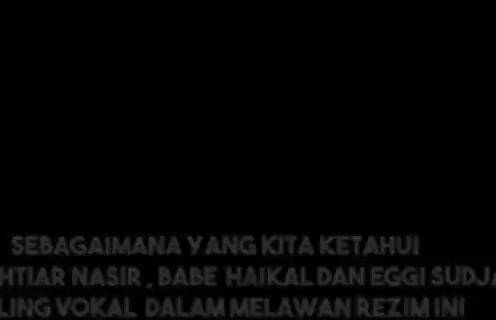 SEBAGAIMANA YANG KITA KETAHUI
HTIAR NASIR , BABE HAIKAL DAN EGGI SUDJA
LING VOKAL DALAM MELAWAN REZIM INI